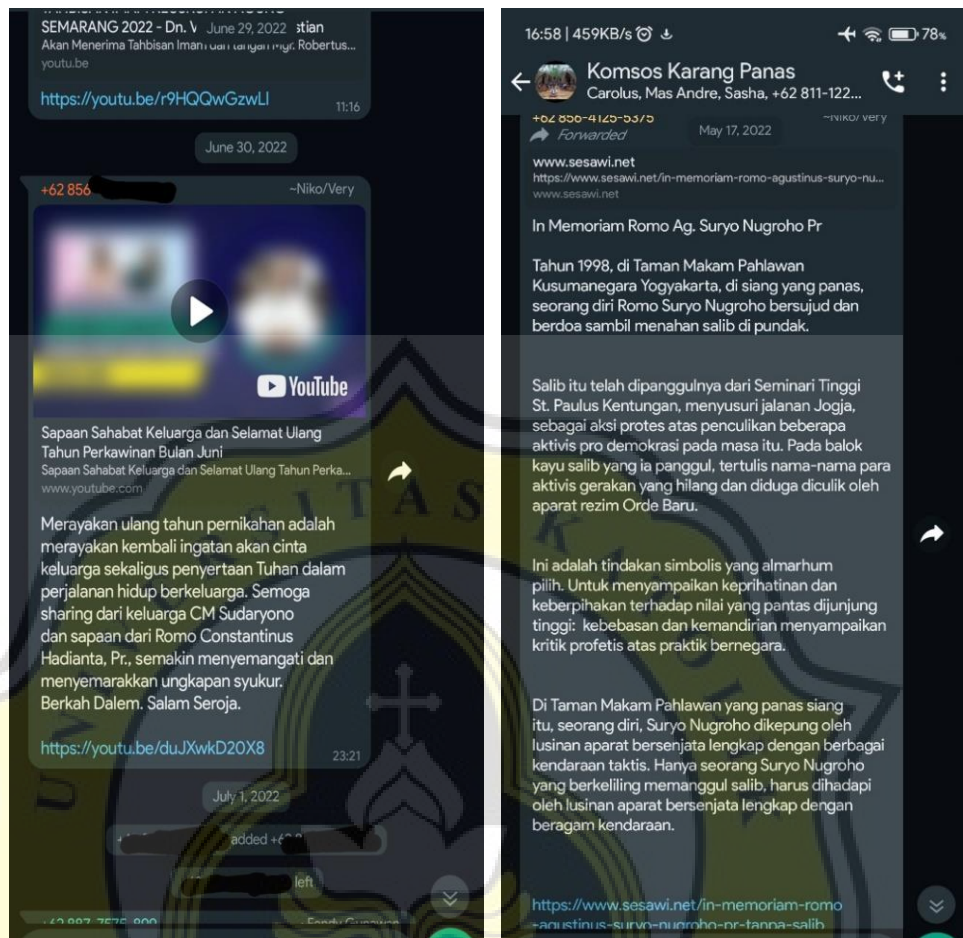 SEMARANG 2022 - Dn. V
June 29, 2022
stian
Akan Menerima Tahbisan Iman dari tangan Mgr. Robertus...
youtu.be
https://youtu.be/r9HQQwGzwLI
11:16
June 30, 2022
+62 856
~Niko/Very
YouTube
Sapaan Sahabat Keluarga dan Selamat Ulang
Tahun Perkawinan Bulan Juni
Sapaan Sahabat Keluarga dan Selamat Ulang Tahun Perka...
www.youtube.com
Merayakan ulang tahun pernikahan adalah
merayakan kembali ingatan akan cinta
keluarga sekaligus penyertaan Tuhan dalam
perjalanan hidup berkeluarga. Semoga
sharing dari keluarga CM Sudaryono
dan sapaan dari Romo Constantinus
Hadianta, Pr., semakin menyemangati dan
menyemarakkan ungkapan syukur.
Berkah Dalem. Salam Seroja.
https://youtu.be/duJXwkD20X8
23:21
July 1, 2022
added
left
16:58 | 459KB/s
78%
Komsos Karang Panas
Carolus, Mas Andre, Sasha, +62 811-122...
+62 856-4125-5375
~Niko/Very
Forwarded
May 17, 2022
www.sesawi.net
https://www.sesawi.net/in-memoriam-romo-agustinus-suryo-nu...
www.sesawi.net
In Memoriam Romo Ag. Suryo Nugroho Pr
Tahun 1998, di Taman Makam Pahlawan
Kusumanegara Yogyakarta, di siang yang panas,
seorang diri Romo Suryo Nugroho bersujud dan
berdoa sambil menahan salib di pundak.
Salib itu telah dipanggulnya dari Seminari Tinggi
St. Paulus Kentungan, menyusuri jalanan Jogja,
sebagai aksi protes atas penculikan beberapa
aktivis pro demokrasi pada masa itu. Pada balok
kayu salib yang ia panggul, tertulis nama-nama para
aktivis gerakan yang hilang dan diduga diculik oleh
aparat rezim Orde Baru.
Ini adalah tindakan simbolis yang almarhum
pilih. Untuk menyampaikan keprihatinan dan
keberpihakan terhadap nilai yang pantas dijunjung
tinggi: kebebasan dan kemandirian menyampaikan
kritik profetis atas praktik bernegara.
Di Taman Makam Pahlawan yang panas siang
itu, seorang diri, Suryo Nugroho dikepung oleh
lusinan aparat bersenjata lengkap dengan berbagai
kendaraan taktis. Hanya seorang Suryo Nugroho
yang berkeliling memanggul salib, harus dihadapi
oleh lusinan aparat bersenjata lengkap dengan
beragam kendaraan.
https://www.sesawi.net/in-memoriam-romo
-agustinus-suryo-nugroho-pr-tanpa-salib